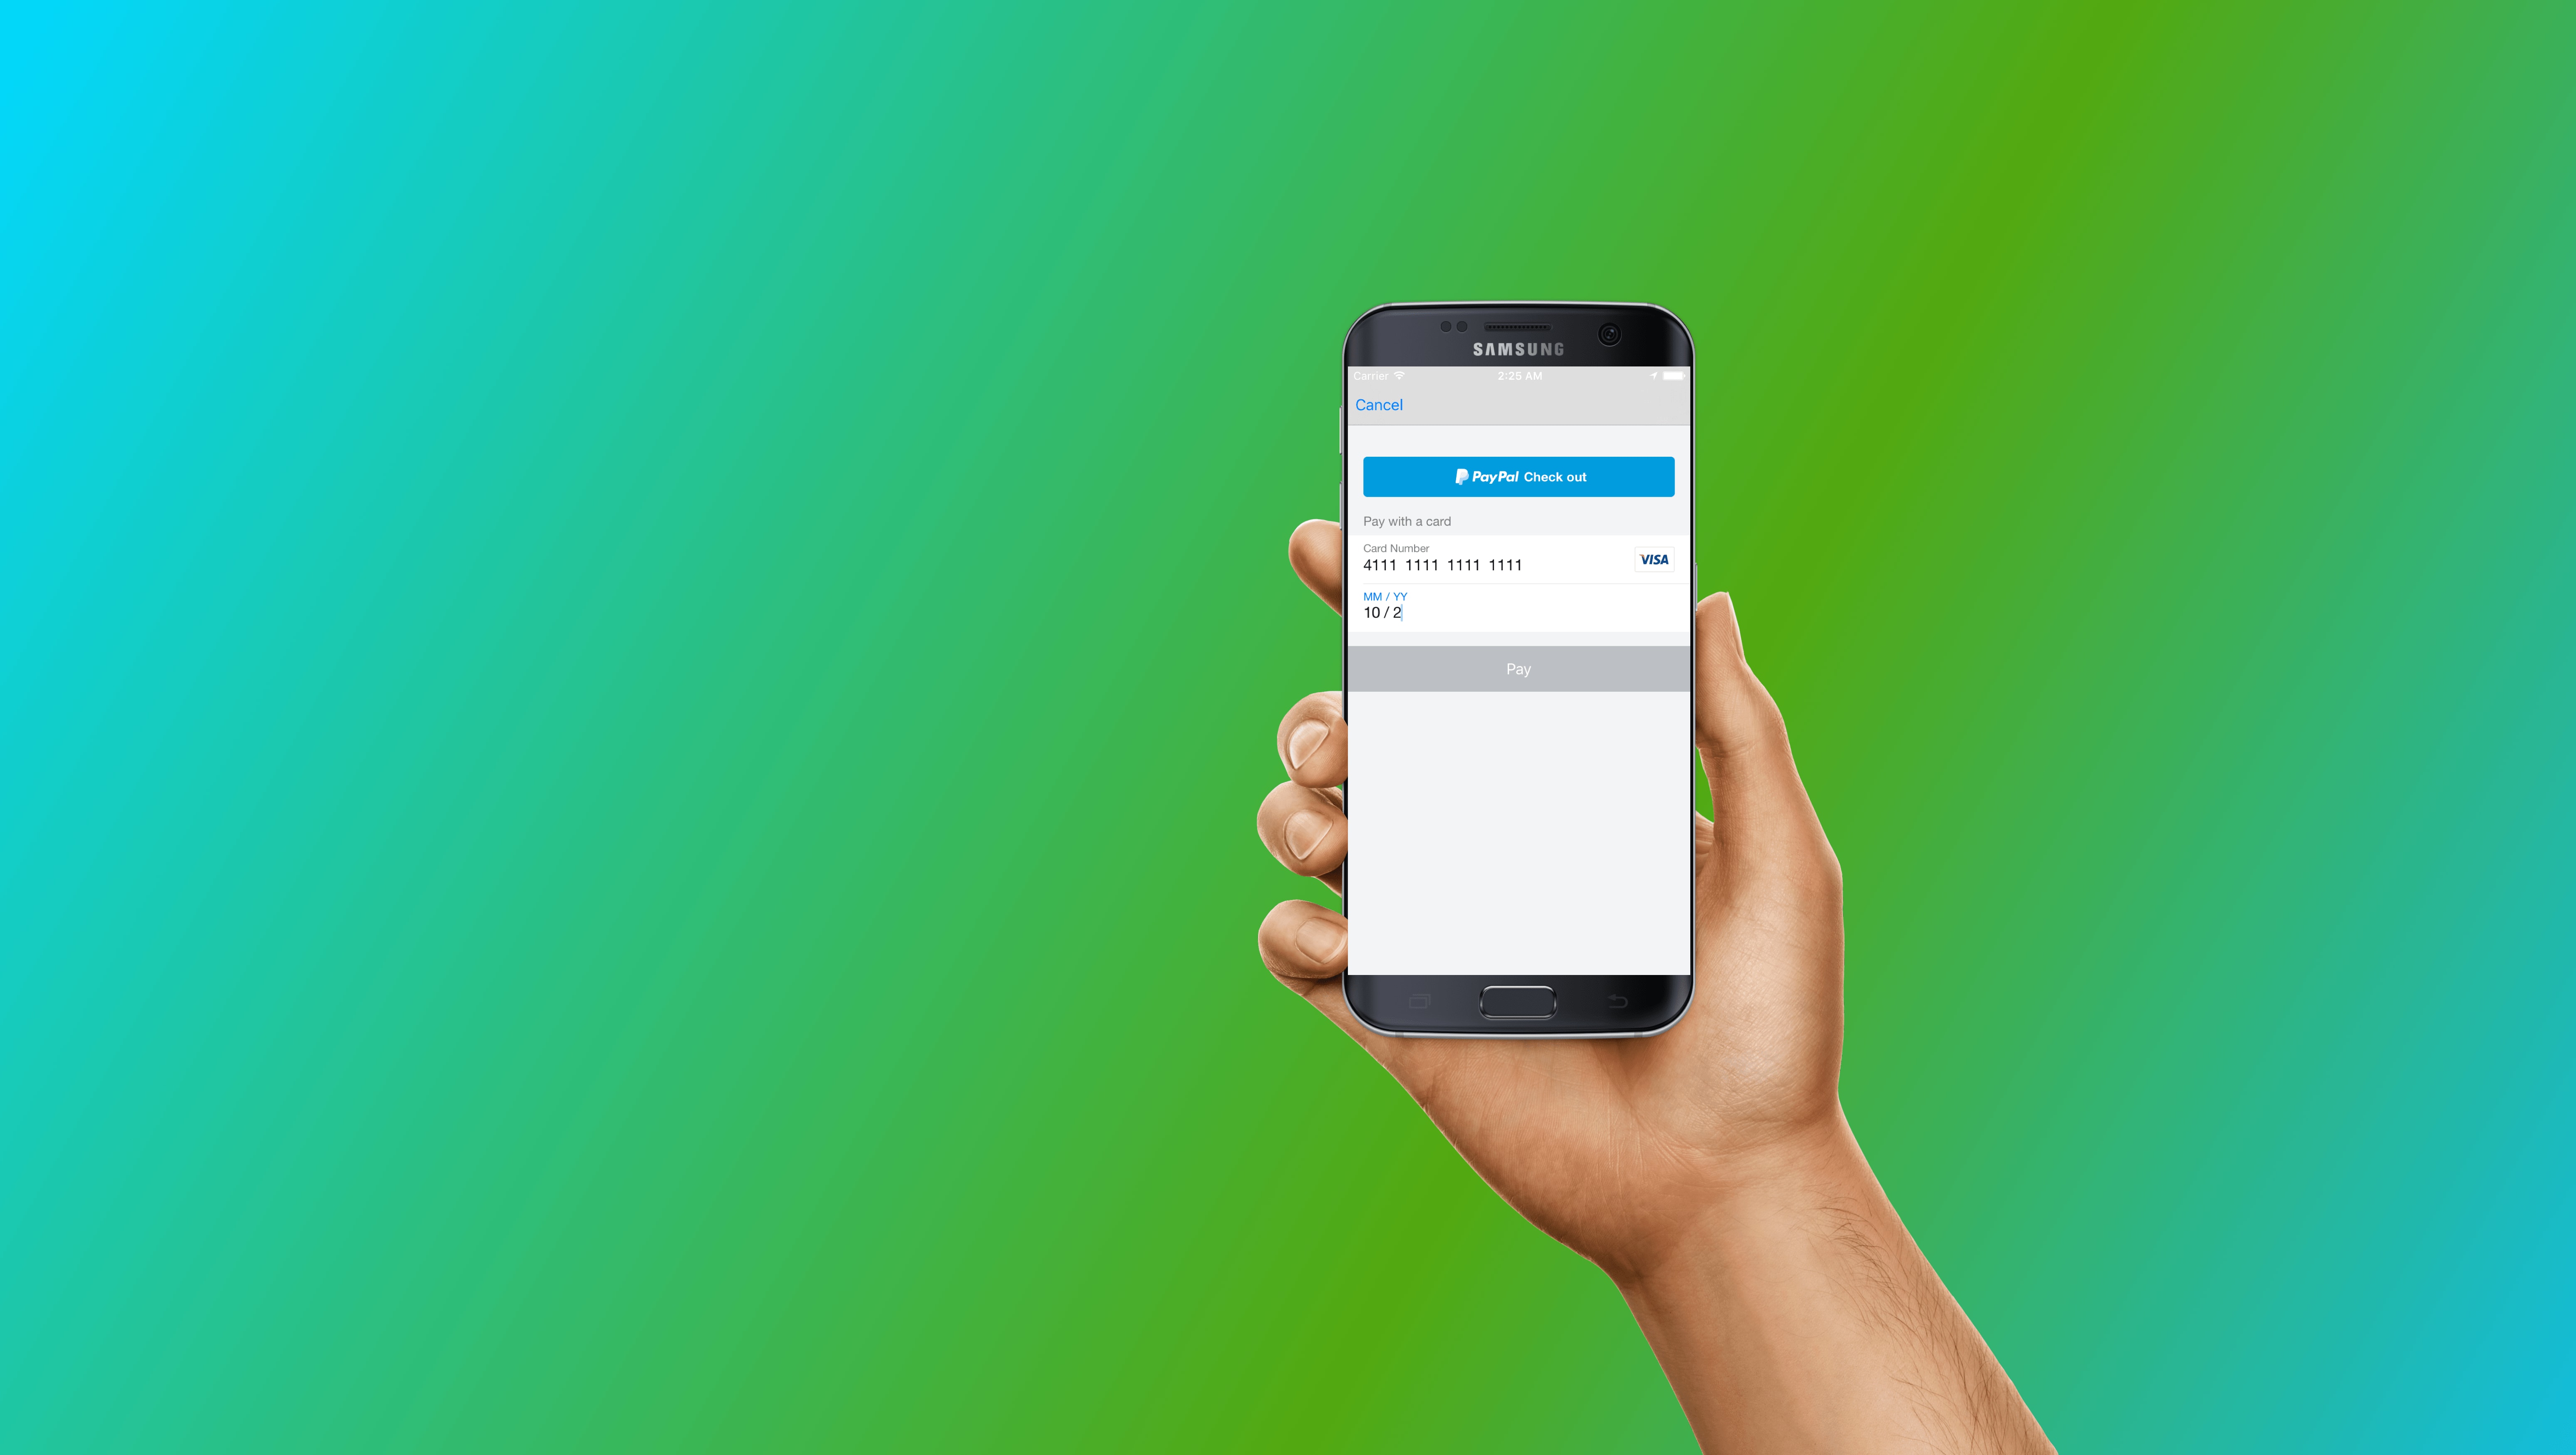 SAMSUNG
Carrier 2:25 AM
Cancel
PayPal Check out
Pay with a card
Card Number
4111 1111 1111 1111
VISA
MM / YY
10 / 2
Pay